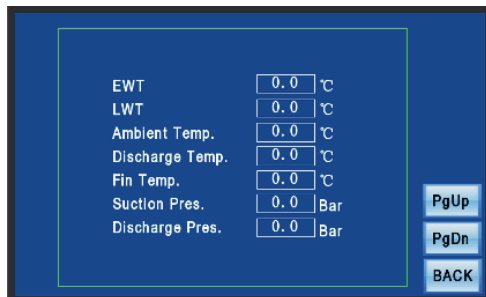 EWT 0.0 ℃
LWT 0.0 ℃
Ambient Temp. 0.0 ℃
Discharge Temp. 0.0 ℃
Fin Temp. 0.0 ℃
Suction Pres. 0.0 Bar
Discharge Pres. 0.0 Bar
PgUp
PgDn
BACK